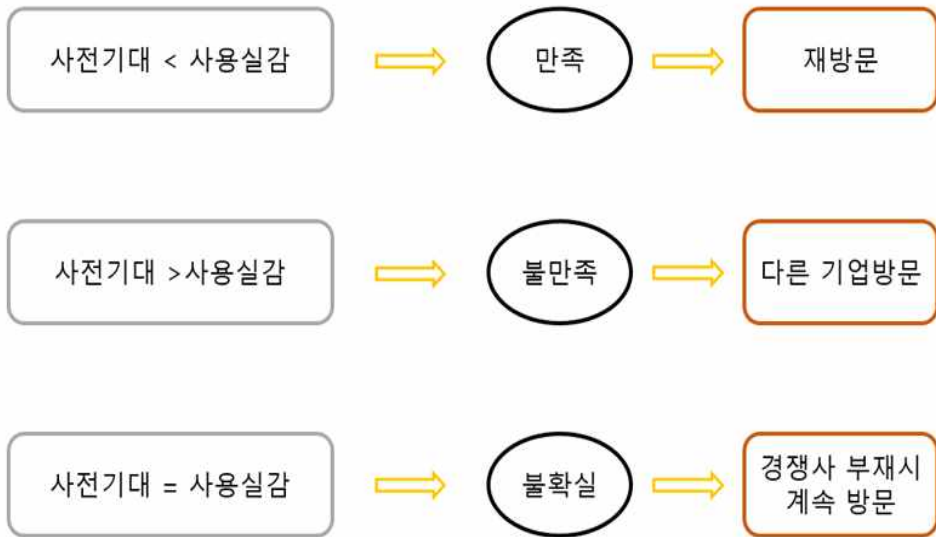 사전기대 < 사용실감
만족
재방문
사전기대 >사용실감
불만족
다른 기업방문
사전기대 = 사용실감
불확실
경쟁사 부재시
계속 방문